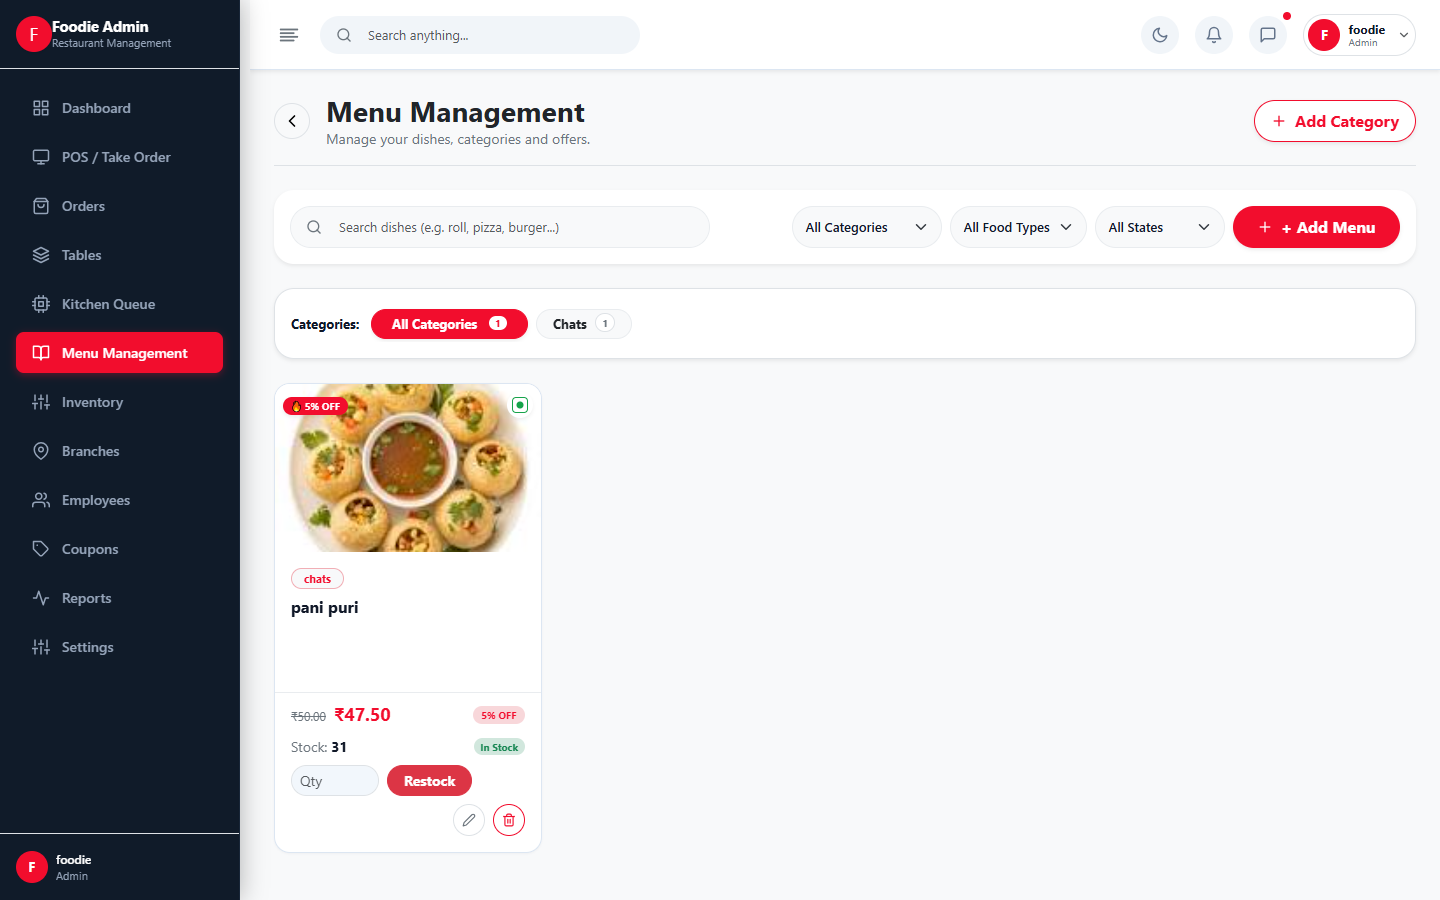 F
Foodie Admin
Restaurant Management
Search anything...
F
foodie
Admin
Dashboard
POS / Take Order
Orders
Tables
Kitchen Queue
Menu Management
Inventory
Branches
Employees
Coupons
Reports
Settings
F
foodie
Admin
Menu Management
Manage your dishes, categories and offers.
Add Category
Search dishes (e.g. roll, pizza, burger...)
All Categories
All Food Types
All States
+ Add Menu
Categories:
All Categories 1
Chats 1
🔥 5% OFF
chats
pani puri
₹50.00 ₹47.50
5% OFF
Stock: 31
In Stock
Qty
Restock